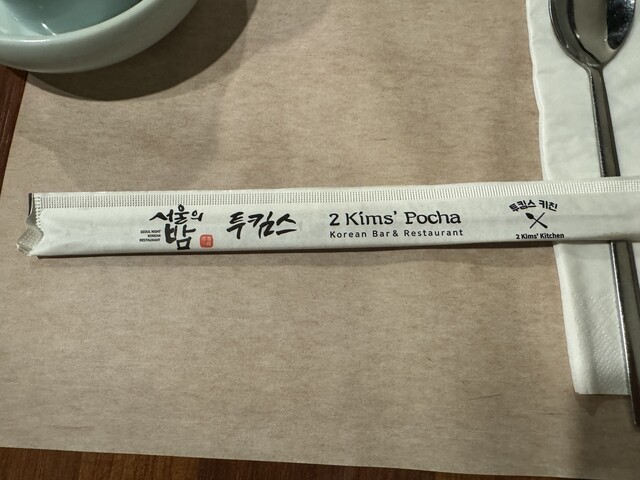 서울의
밤
SEOUL NIGHT
KOREAN
RESTAURANT
투킴스
2 Kims' Pocha
Korean Bar & Restaurant
투킴스 키친
2 Kims' Kitchen